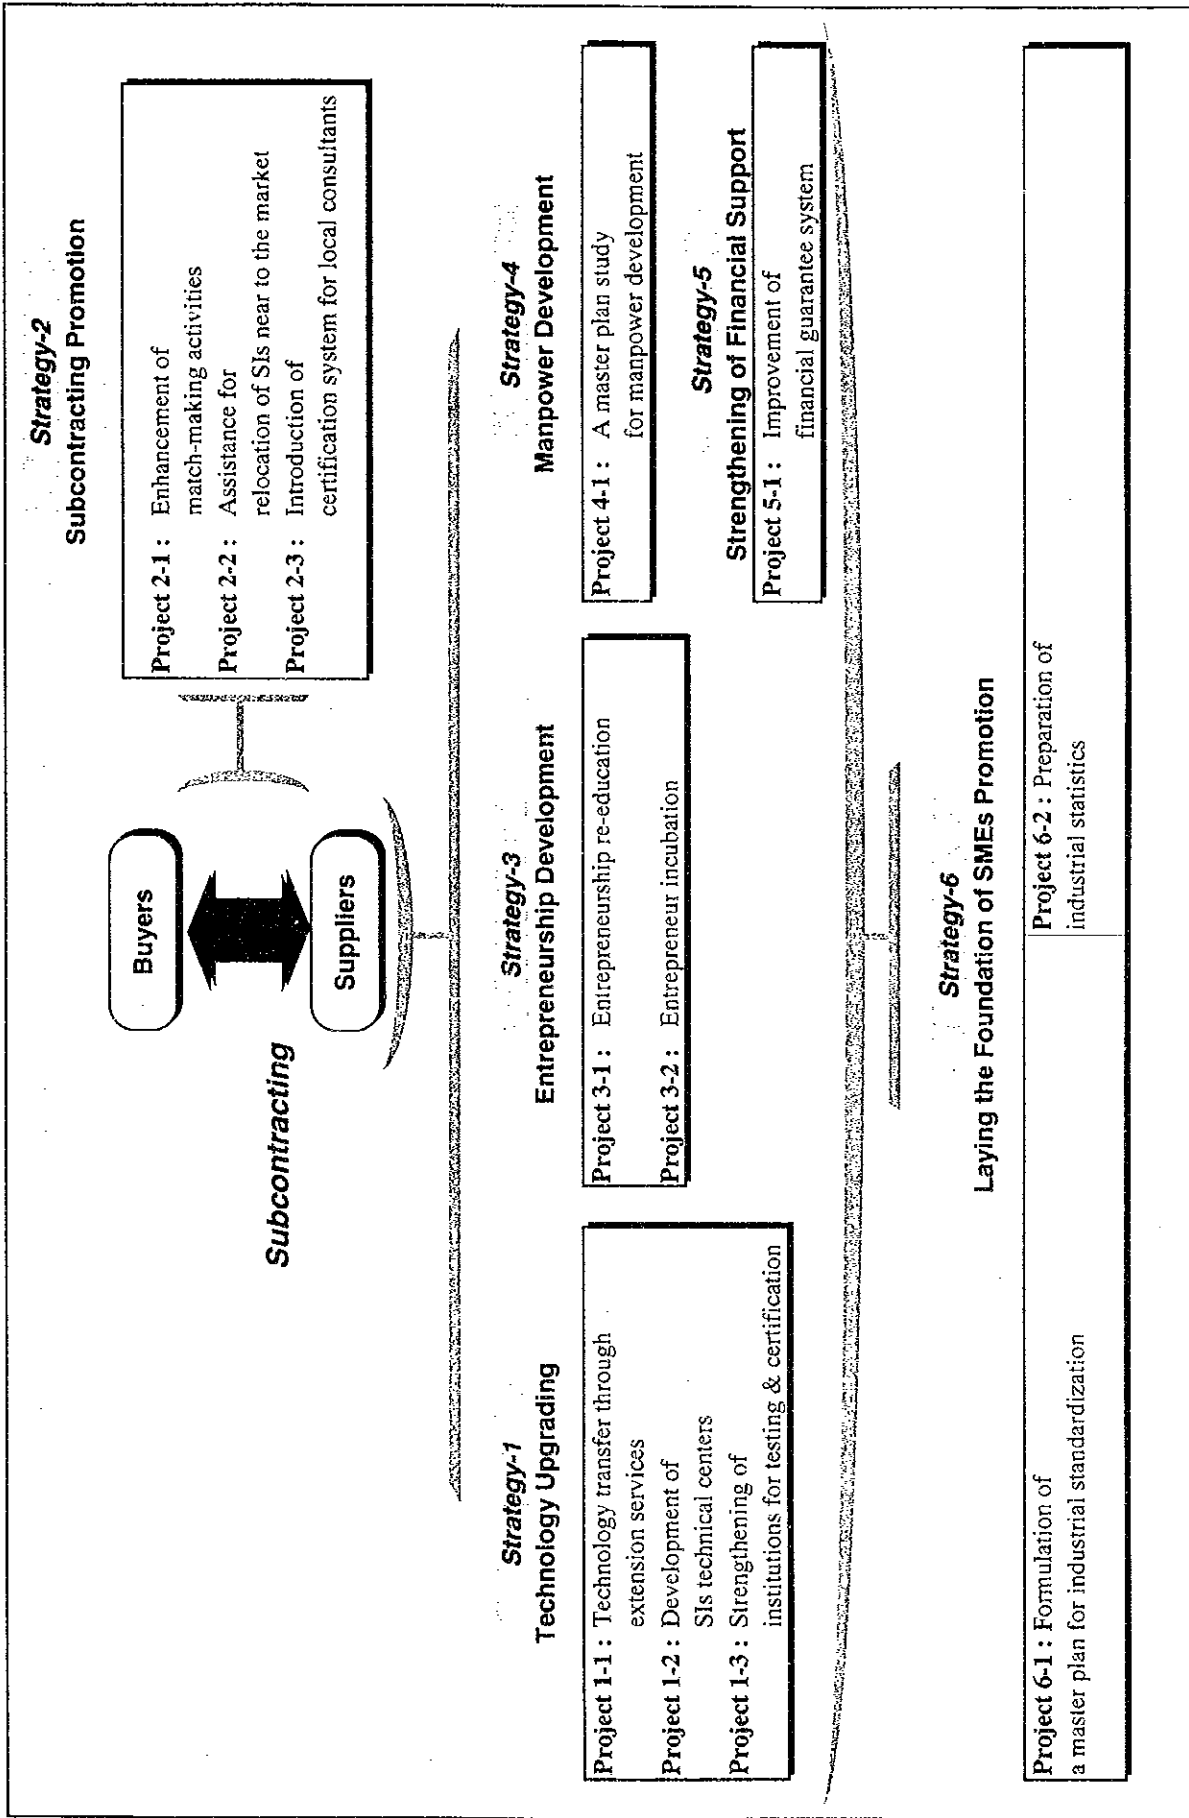 Strategy-2
Subcontracting Promotion
Project 2-1 : Enhancement of
match-making activities
Project 2-2 : Assistance for
relocation of SIs near to the market
Project 2-3 : Introduction of
certification system for local consultants
Buyers
Subcontracting
Suppliers
Strategy-1
Technology Upgrading
Project 1-1 : Technology transfer through
extension services
Project 1-2 : Development of
SIs technical centers
Project 1-3 : Strengthening of
institutions for testing & certification
Strategy-3
Entrepreneurship Development
Project 3-1 : Entrepreneurship re-education
Project 3-2 : Entrepreneur incubation
Strategy-4
Manpower Development
Project 4-1 : A master plan study
for manpower development
Strategy-5
Strengthening of Financial Support
Project 5-1 : Improvement of
financial guarantee system
Strategy-6
Laying the Foundation of SMEs Promotion
Project 6-1 : Formulation of
a master plan for industrial standardization
Project 6-2 : Preparation of
industrial statistics